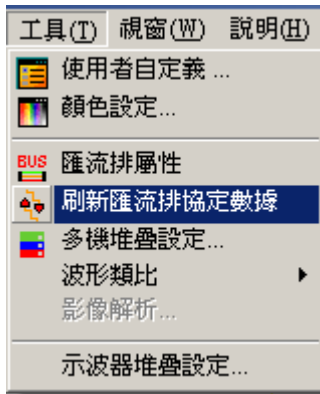 工具(T) 視窗(W) 說明(H)
使用者自定義 ...
顏色設定...
BUS 匯流排屬性
刷新匯流排協定數據
多機堆疊設定...
波形類比
影像解析...
示波器堆疊設定...